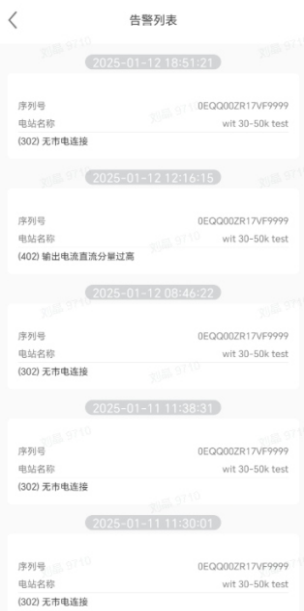 告警列表
2025-01-12 18:51:21
序列号 0EQQ00ZR17VF9999
电站名称 wit 30-50k test
(302) 无市电连接
2025-01-12 12:16:15
序列号 0EQQ00ZR17VF9999
电站名称 wit 30-50k test
(402) 输出电流直流分量过高
2025-01-12 08:46:22
序列号 0EQQ00ZR17VF9999
电站名称 wit 30-50k test
(302) 无市电连接
2025-01-11 11:38:31
序列号 0EQQ00ZR17VF9999
电站名称 wit 30-50k test
(302) 无市电连接
2025-01-11 11:30:01
序列号 0EQQ00ZR17VF9999
电站名称 wit 30-50k test
(302) 无市电连接